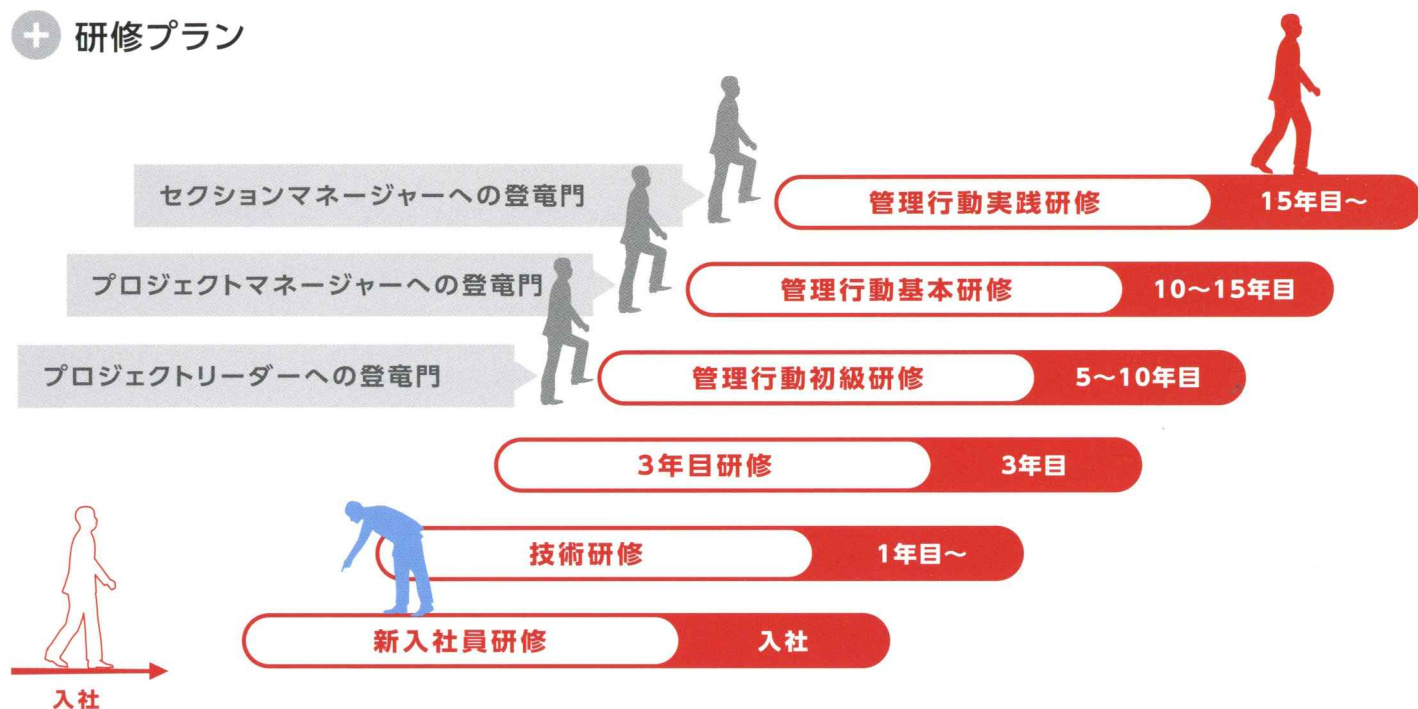 研修プラン
セクションマネージャーへの登竜門
管理行動実践研修
15年目～
プロジェクトマネージャーへの登竜門
管理行動基本研修
10～15年目
プロジェクトリーダーへの登竜門
管理行動初級研修
5～10年目
3年目研修
3年目
技術研修
1年目～
新入社員研修
入社
入社